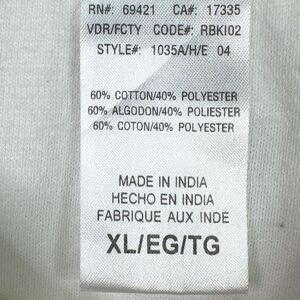 RN#: 69421 CA#: 17335
VDR/FCTY CODE#: RBKI02
STYLE#: 1035A/H/E 04
60% COTTON/40% POLYESTER
60% ALGODON/40% POLIESTER
60% COTON/40% POLYESTER
MADE IN INDIA
HECHO EN INDIA
FABRIQUE AUX INDE
XL/EG/TG